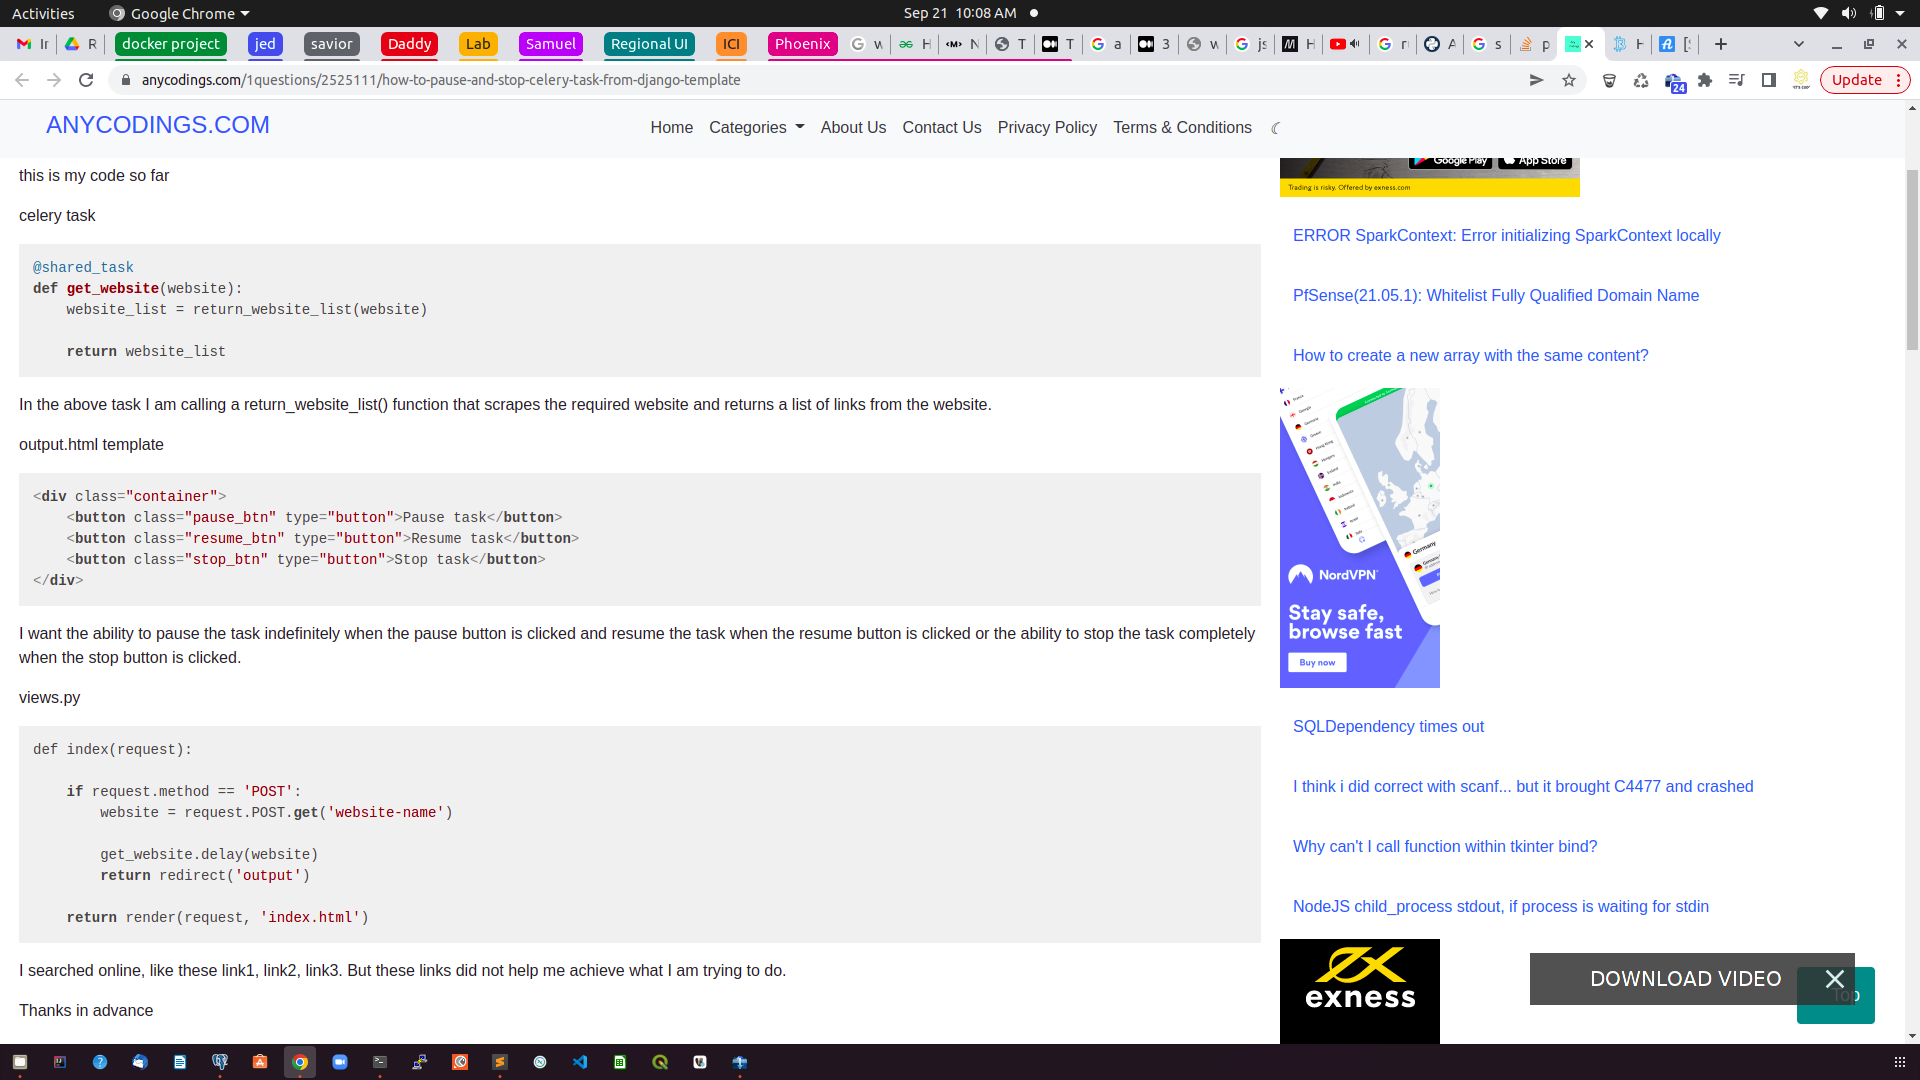 Activities
Google Chrome
Sep 21 10:08 AM
Ir
R
docker project
jed
savior
Daddy
Lab
Samuel
Regional UI
ICI
Phoenix
anycodings.com/1questions/2525111/how-to-pause-and-stop-celery-task-from-django-template
24
Update
ANYCODINGS.COM
Home
Categories
About Us
Contact Us
Privacy Policy
Terms & Conditions
this is my code so far
celery task
@shared_task
def get_website(website):
    website_list = return_website_list(website)
    return website_list
In the above task I am calling a return_website_list() function that scrapes the required website and returns a list of links from the website.
output.html template
<div class="container">
    <button class="pause_btn" type="button">Pause task</button>
    <button class="resume_btn" type="button">Resume task</button>
    <button class="stop_btn" type="button">Stop task</button>
</div>
I want the ability to pause the task indefinitely when the pause button is clicked and resume the task when the resume button is clicked or the ability to stop the task completely
when the stop button is clicked.
views.py
def index(request):
    if request.method == 'POST':
        website = request.POST.get('website-name')
        get_website.delay(website)
        return redirect('output')
    return render(request, 'index.html')
I searched online, like these link1, link2, link3. But these links did not help me achieve what I am trying to do.
Thanks in advance
Google Play
App Store
Trading is risky. Offered by exness.com
ERROR SparkContext: Error initializing SparkContext locally
PfSense(21.05.1): Whitelist Fully Qualified Domain Name
How to create a new array with the same content?
Germany
NordVPN
Stay safe,
browse fast
Buy now
SQLDependency times out
I think i did correct with scanf... but it brought C4477 and crashed
Why can't I call function within tkinter bind?
NodeJS child_process stdout, if process is waiting for stdin
exness
DOWNLOAD VIDEO
Top